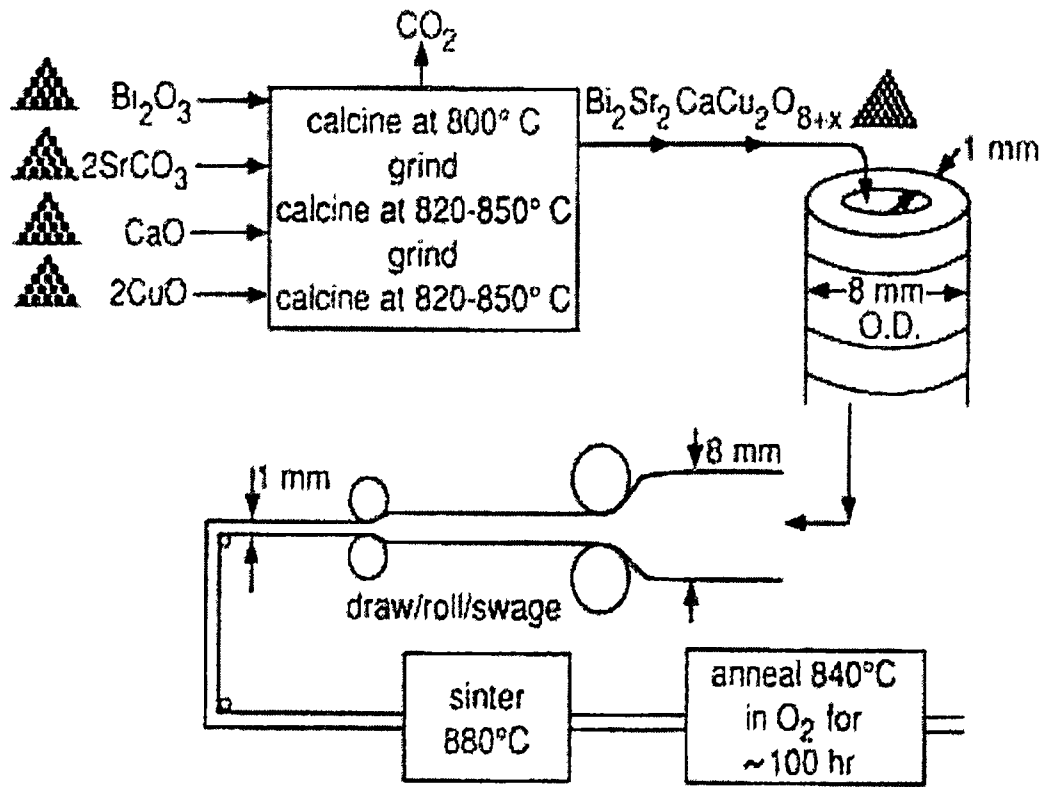 CO₂
Bi₂O₃
2SrCO₃
CaO
2CuO
calcine at 800° C
grind
calcine at 820-850° C
grind
calcine at 820-850° C
Bi₂Sr₂CaCu₂O₈₊ₓ
1 mm
8 mm
O.D.
1 mm
8 mm
draw/roll/swage
sinter
880°C
anneal 840°C
in O₂ for
~100 hr